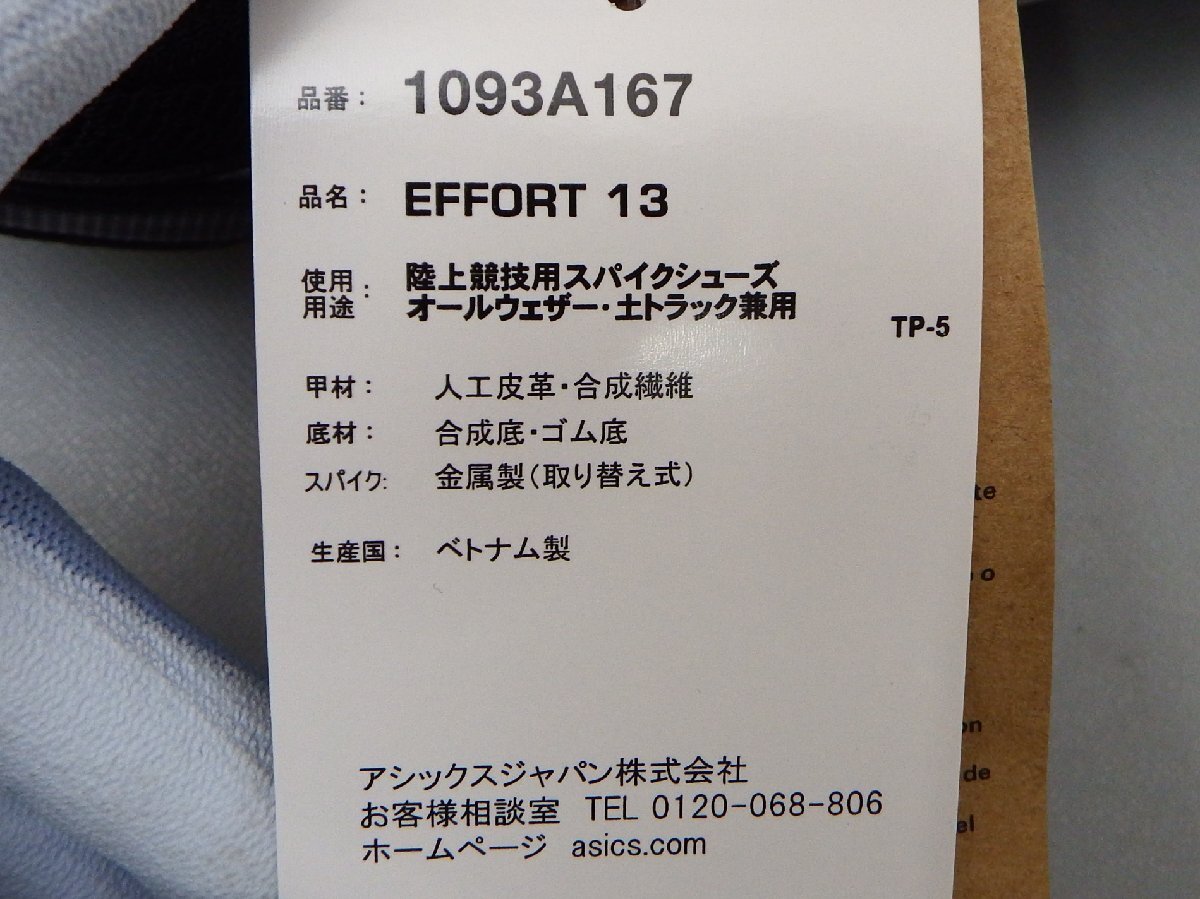 品番： 1093A167
品名： EFFORT 13
使用用途： 陸上競技用スパイクシューズ
オールウェザー・土トラック兼用
TP-5
甲材： 人工皮革・合成繊維
底材： 合成底・ゴム底
スパイク: 金属製（取り替え式）
生産国： ベトナム製
アシックスジャパン株式会社
お客様相談室 TEL 0120-068-806
ホームページ asics.com
de